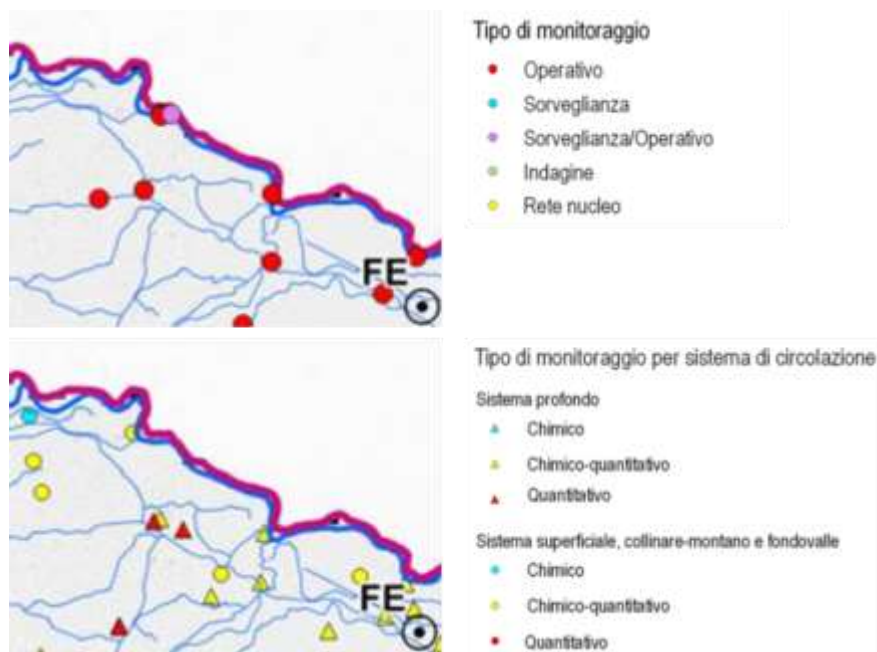 Tipo di monitoraggio
Operativo
Sorveglianza
Sorveglianza/Operativo
Indagine
Rete nucleo
FE
Tipo di monitoraggio per sistema di circolazione
Sistema profondo
Chimico
Chimico-quantitativo
Quantitativo
Sistema superficiale, collinare-montano e fondovalle
Chimico
Chimico-quantitativo
Quantitativo
FE